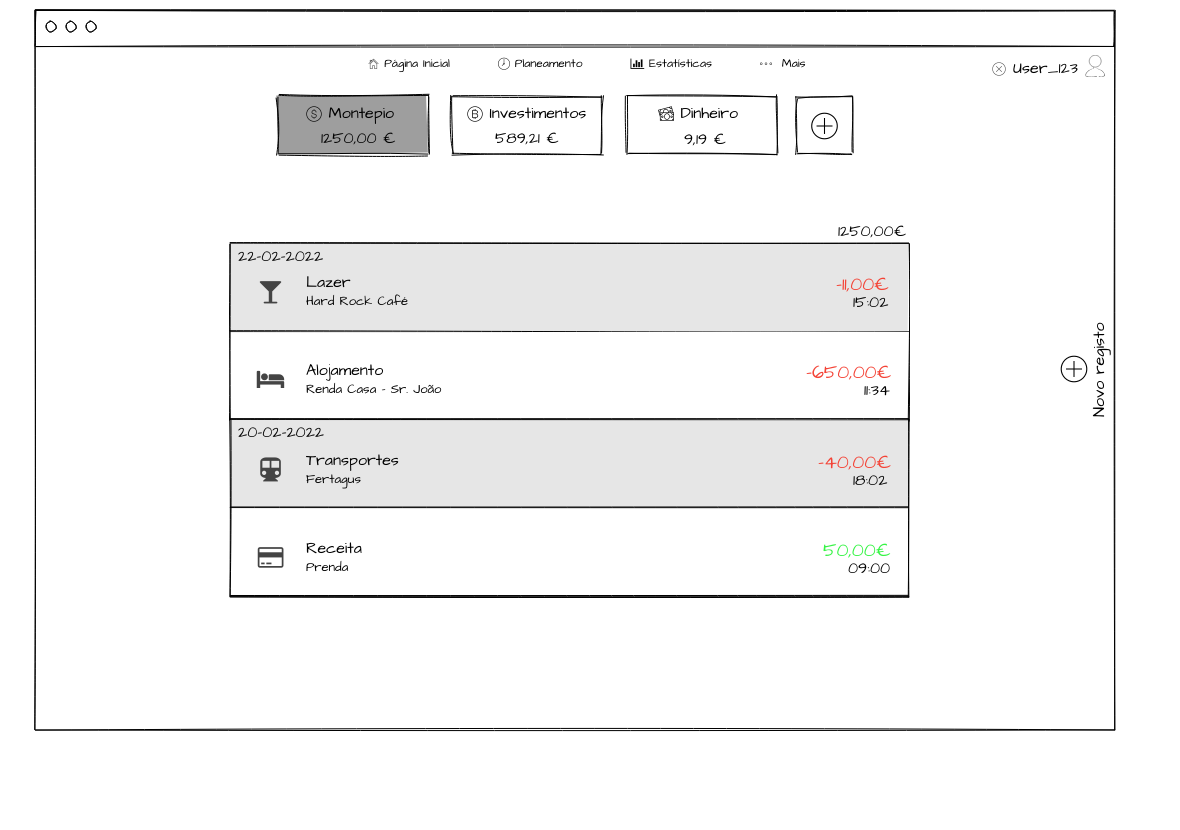 Página Inicial
Planeamento
Estatísticas
Mais
User_123
Montepio
1250,00 €
Investimentos
589,21 €
Dinheiro
9,19 €
1250,00€
22-02-2022
Lazer
-11,00€
Hard Rock Café
15:02
Alojamento
-650,00€
Renda Casa - Sr. João
11:34
20-02-2022
Transportes
-40,00€
Fertagus
18:02
Receita
50,00€
Prenda
09:00
Novo registo